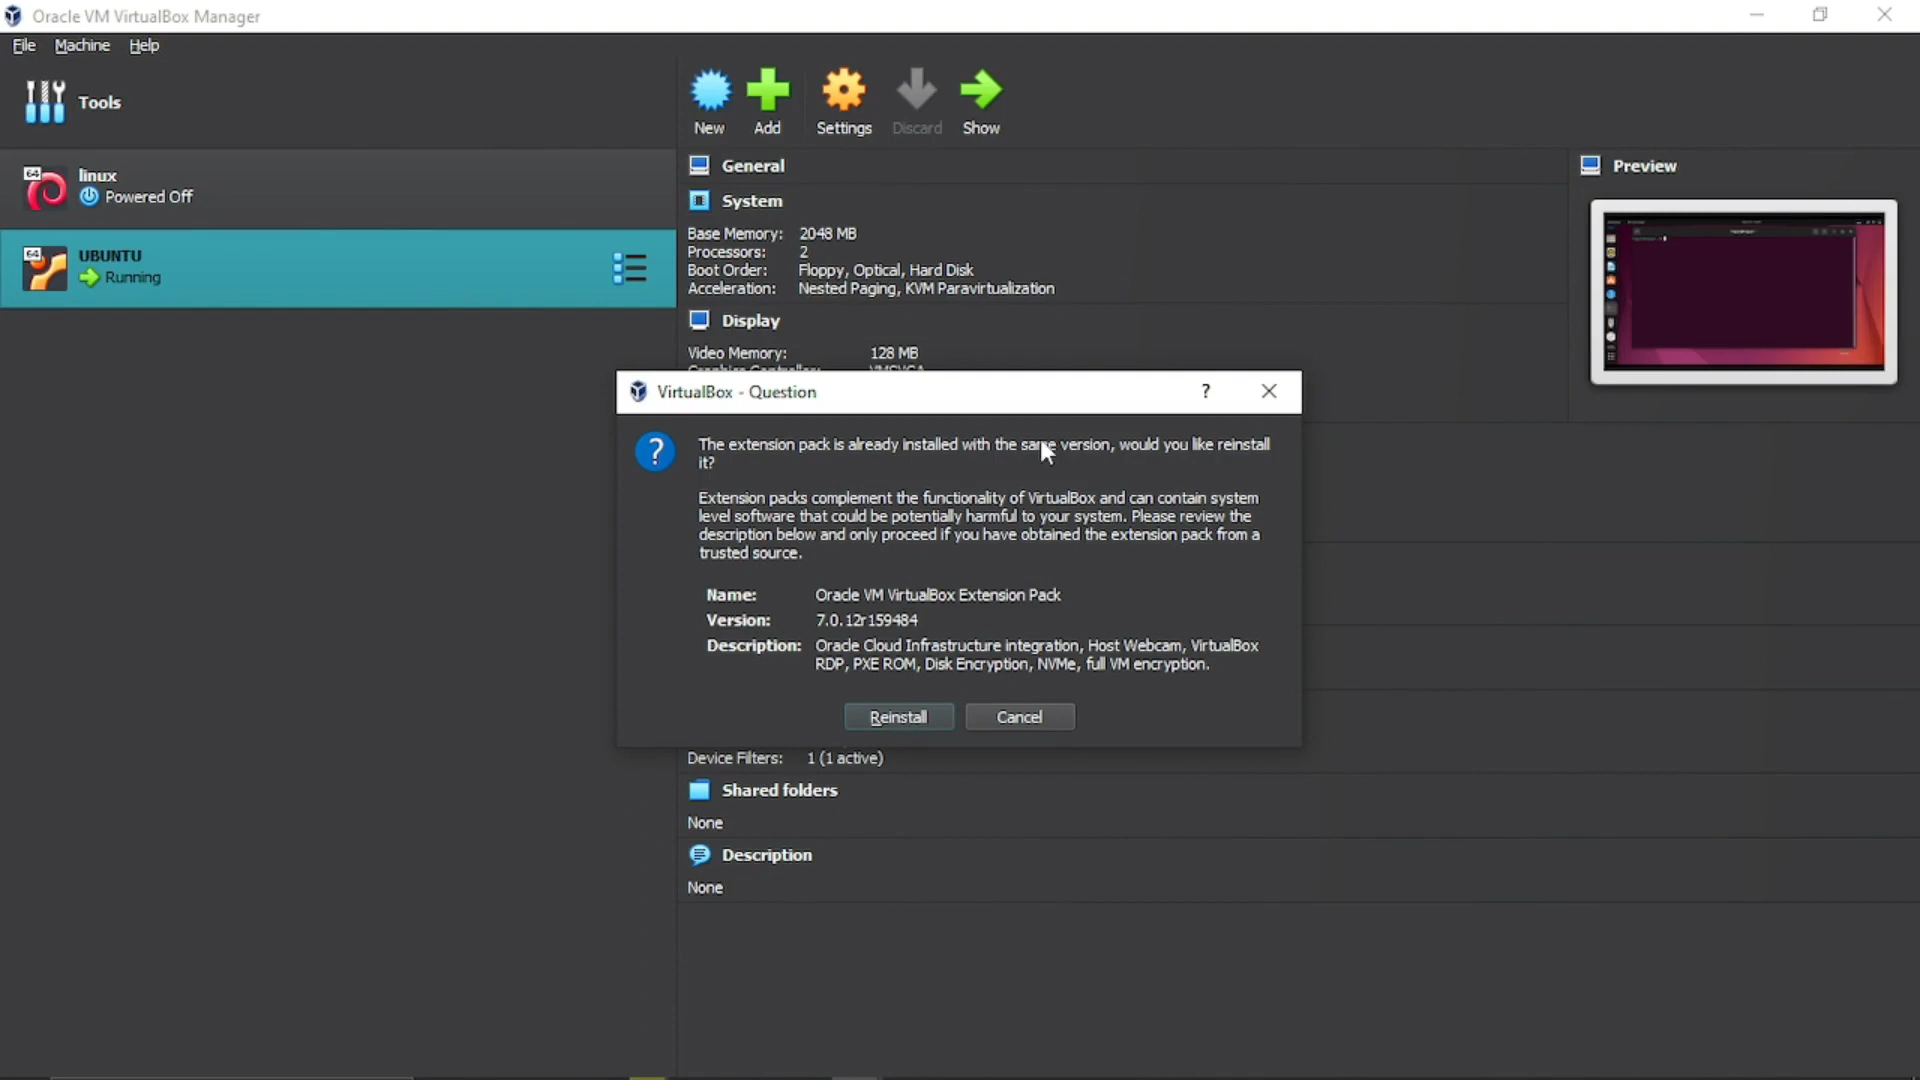 Oracle VM VirtualBox Manager
File Machine Help
Tools
New Add Settings Discard Show
64
linux
Powered Off
64
UBUNTU
Running
General
System
Base Memory: 2048 MB
Processors: 2
Boot Order: Floppy, Optical, Hard Disk
Acceleration: Nested Paging, KVM Paravirtualization
Display
Video Memory: 128 MB
Preview
VirtualBox - Question
?
?
The extension pack is already installed with the same version, would you like reinstall
it?
Extension packs complement the functionality of VirtualBox and can contain system
level software that could be potentially harmful to your system. Please review the
description below and only proceed if you have obtained the extension pack from a
trusted source.
Name: Oracle VM VirtualBox Extension Pack
Version: 7.0.12r159484
Description: Oracle Cloud Infrastructure integration, Host Webcam, VirtualBox
RDP, PXE ROM, Disk Encryption, NVMe, full VM encryption.
Reinstall Cancel
Device Filters: 1 (1 active)
Shared folders
None
Description
None